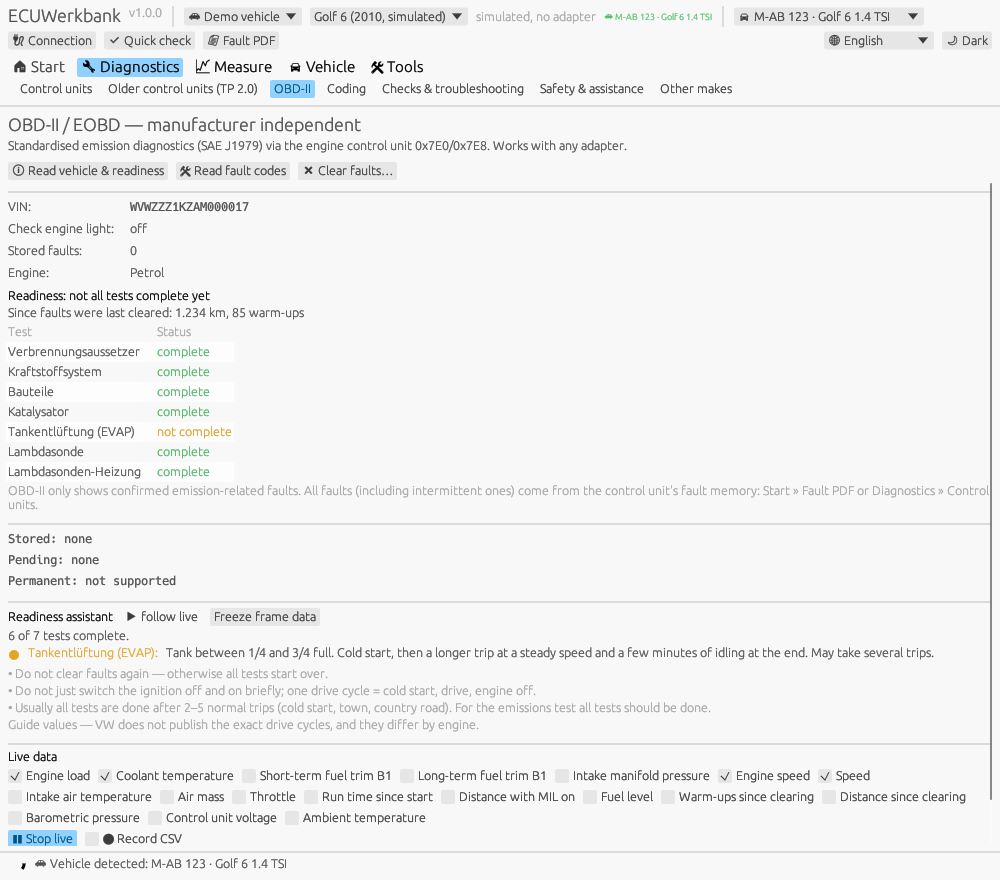 ECUWerkbank v1.0.0 Demo vehicle Golf 6 (2010, simulated) simulated, no adapter M-AB 123 · Golf 6 1.4 TSI M-AB 123 · Golf 6 1.4 TSI
Connection Quick check Fault PDF English Dark
Start Diagnostics Measure Vehicle Tools
Control units Older control units (TP 2.0) OBD-II Coding Checks & troubleshooting Safety & assistance Other makes
OBD-II / EOBD — manufacturer independent
Standardised emission diagnostics (SAE J1979) via the engine control unit 0x7E0/0x7E8. Works with any adapter.
Read vehicle & readiness Read fault codes Clear faults...
VIN: WVWZZZ1KZAM000017
Check engine light: off
Stored faults: 0
Engine: Petrol
Readiness: not all tests complete yet
Since faults were last cleared: 1.234 km, 85 warm-ups
Test Status
Verbrennungsaussetzer complete
Kraftstoffsystem complete
Bauteile complete
Katalysator complete
Tankentlüftung (EVAP) not complete
Lambdasonde complete
Lambdasonden-Heizung complete
OBD-II only shows confirmed emission-related faults. All faults (including intermittent ones) come from the control unit's fault memory: Start » Fault PDF or Diagnostics » Control
units.
Stored: none
Pending: none
Permanent: not supported
Readiness assistant follow live Freeze frame data
6 of 7 tests complete.
Tankentlüftung (EVAP): Tank between 1/4 and 3/4 full. Cold start, then a longer trip at a steady speed and a few minutes of idling at the end. May take several trips.
• Do not clear faults again — otherwise all tests start over.
• Do not just switch the ignition off and on briefly; one drive cycle = cold start, drive, engine off.
• Usually all tests are done after 2–5 normal trips (cold start, town, country road). For the emissions test all tests should be done.
Guide values — VW does not publish the exact drive cycles, and they differ by engine.
Live data
Engine load Coolant temperature Short-term fuel trim B1 Long-term fuel trim B1 Intake manifold pressure Engine speed Speed
Intake air temperature Air mass Throttle Run time since start Distance with MIL on Fuel level Warm-ups since clearing Distance since clearing
Barometric pressure Control unit voltage Ambient temperature
Stop live Record CSV
Vehicle detected: M-AB 123 · Golf 6 1.4 TSI